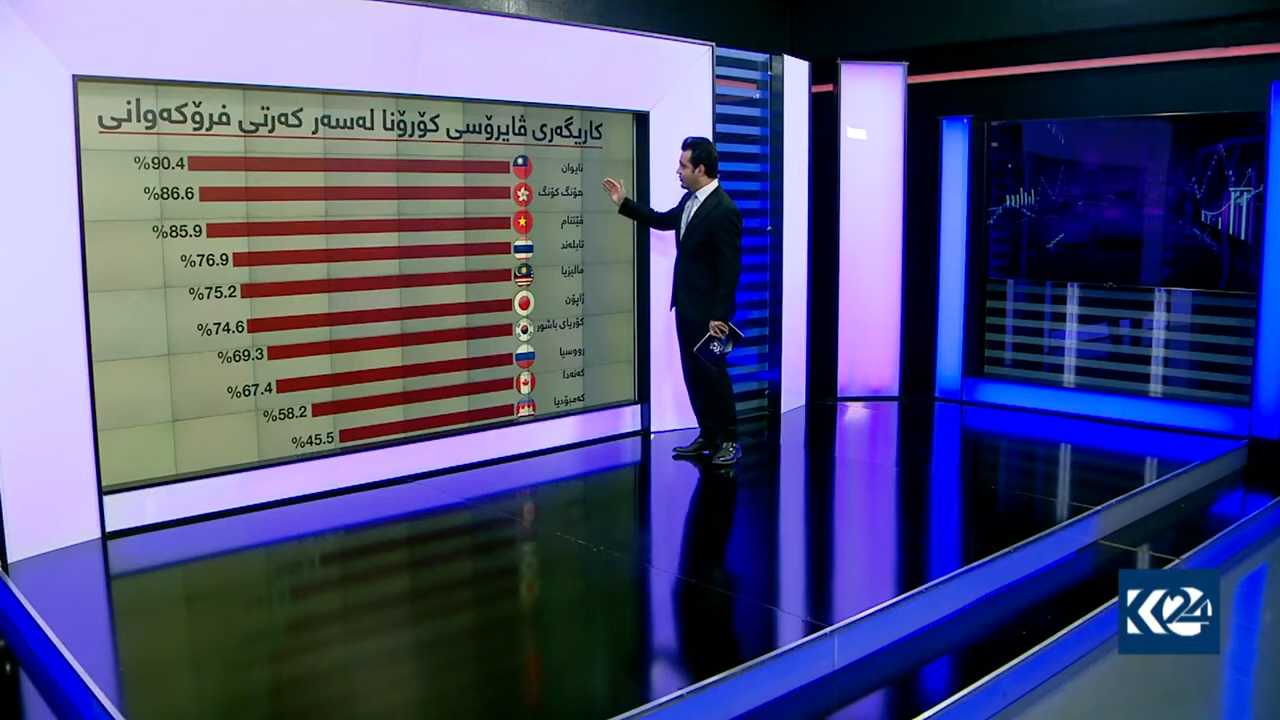 کاریگەری ڤایرۆسی کۆرۆنا لەسەر کەرتی فرۆکەوانی
تایوان %90.4
هۆنگ کۆنگ %86.6
ڤێتنام %85.9
تایلەند %76.9
مالیزیا %75.2
ژاپۆن %74.6
کۆریای باشور %69.3
رووسیا %67.4
کەنەدا %58.2
کەمبۆدیا %45.5
K24